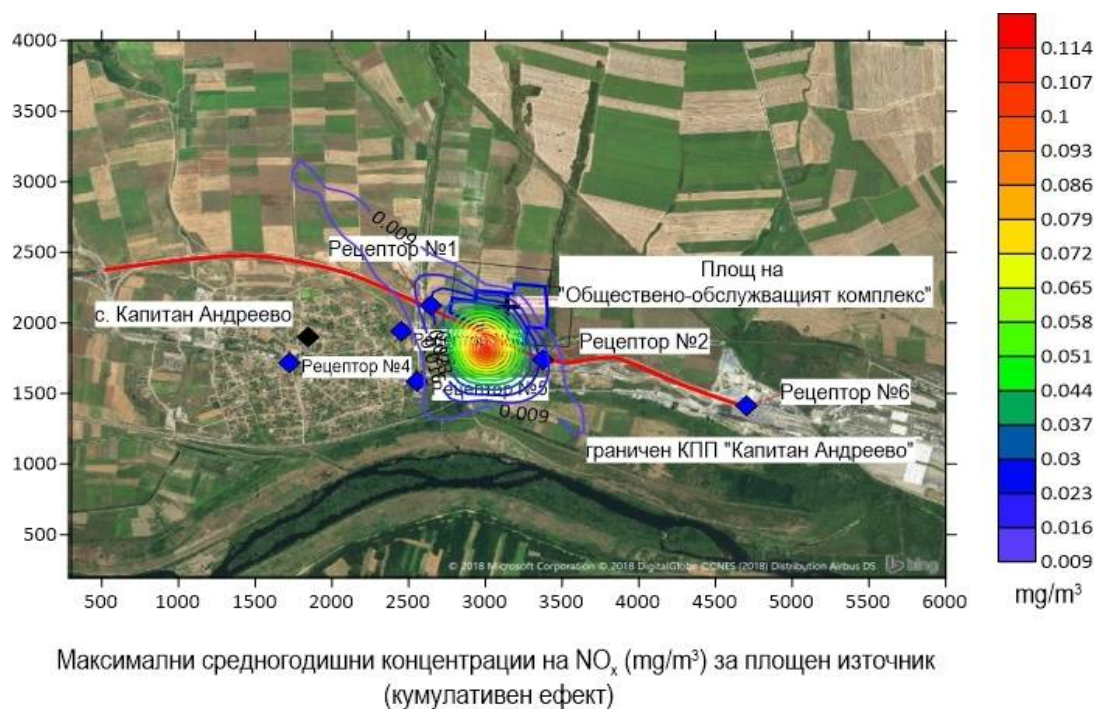 4000
3500
3000
2500
2000
1500
1000
500
500
1000
1500
2000
2500
3000
3500
4000
4500
5000
5500
6000
0.009
Рецептор №1
Площ на
"Обществено-обслужващият комплекс"
с. Капитан Андреево
Рецептор №2
Рецептор №4
Рецептор №5
Рецептор №6
0.009
граничен КПП "Капитан Андреево"
© 2018 Microsoft Corporation © 2018 DigitalGlobe ©CNES (2018) Distribution Airbus DS
bing
0.114
0.107
0.1
0.093
0.086
0.079
0.072
0.065
0.058
0.051
0.044
0.037
0.03
0.023
0.016
0.009
mg/m³
Максимални средногодишни концентрации на NOₓ (mg/m³) за площен източник
(кумулативен ефект)